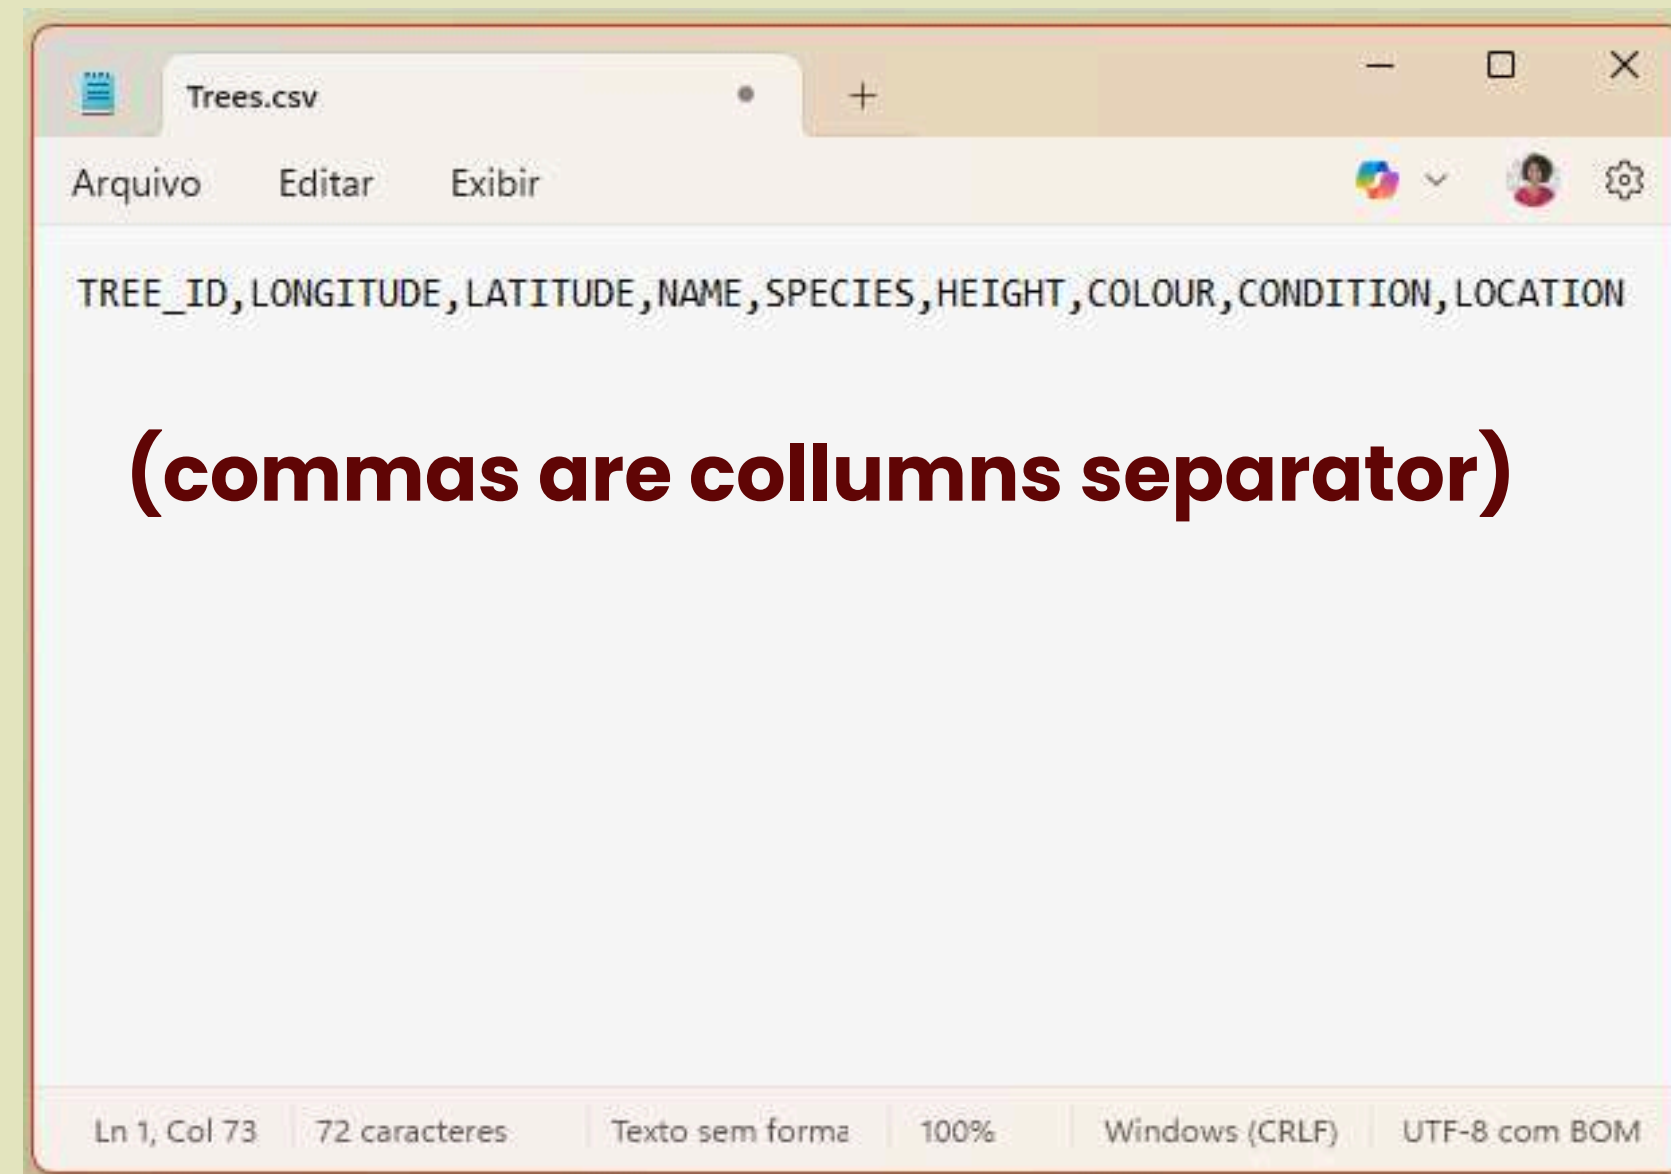 Trees.csv
Arquivo Editar Exibir
TREE_ID,LONGITUDE,LATITUDE,NAME,SPECIES,HEIGHT,COLOUR,CONDITION,LOCATION
(commas are collumns separator)
Ln 1, Col 73 72 caracteres Texto sem forma 100% Windows (CRLF) UTF-8 com BOM